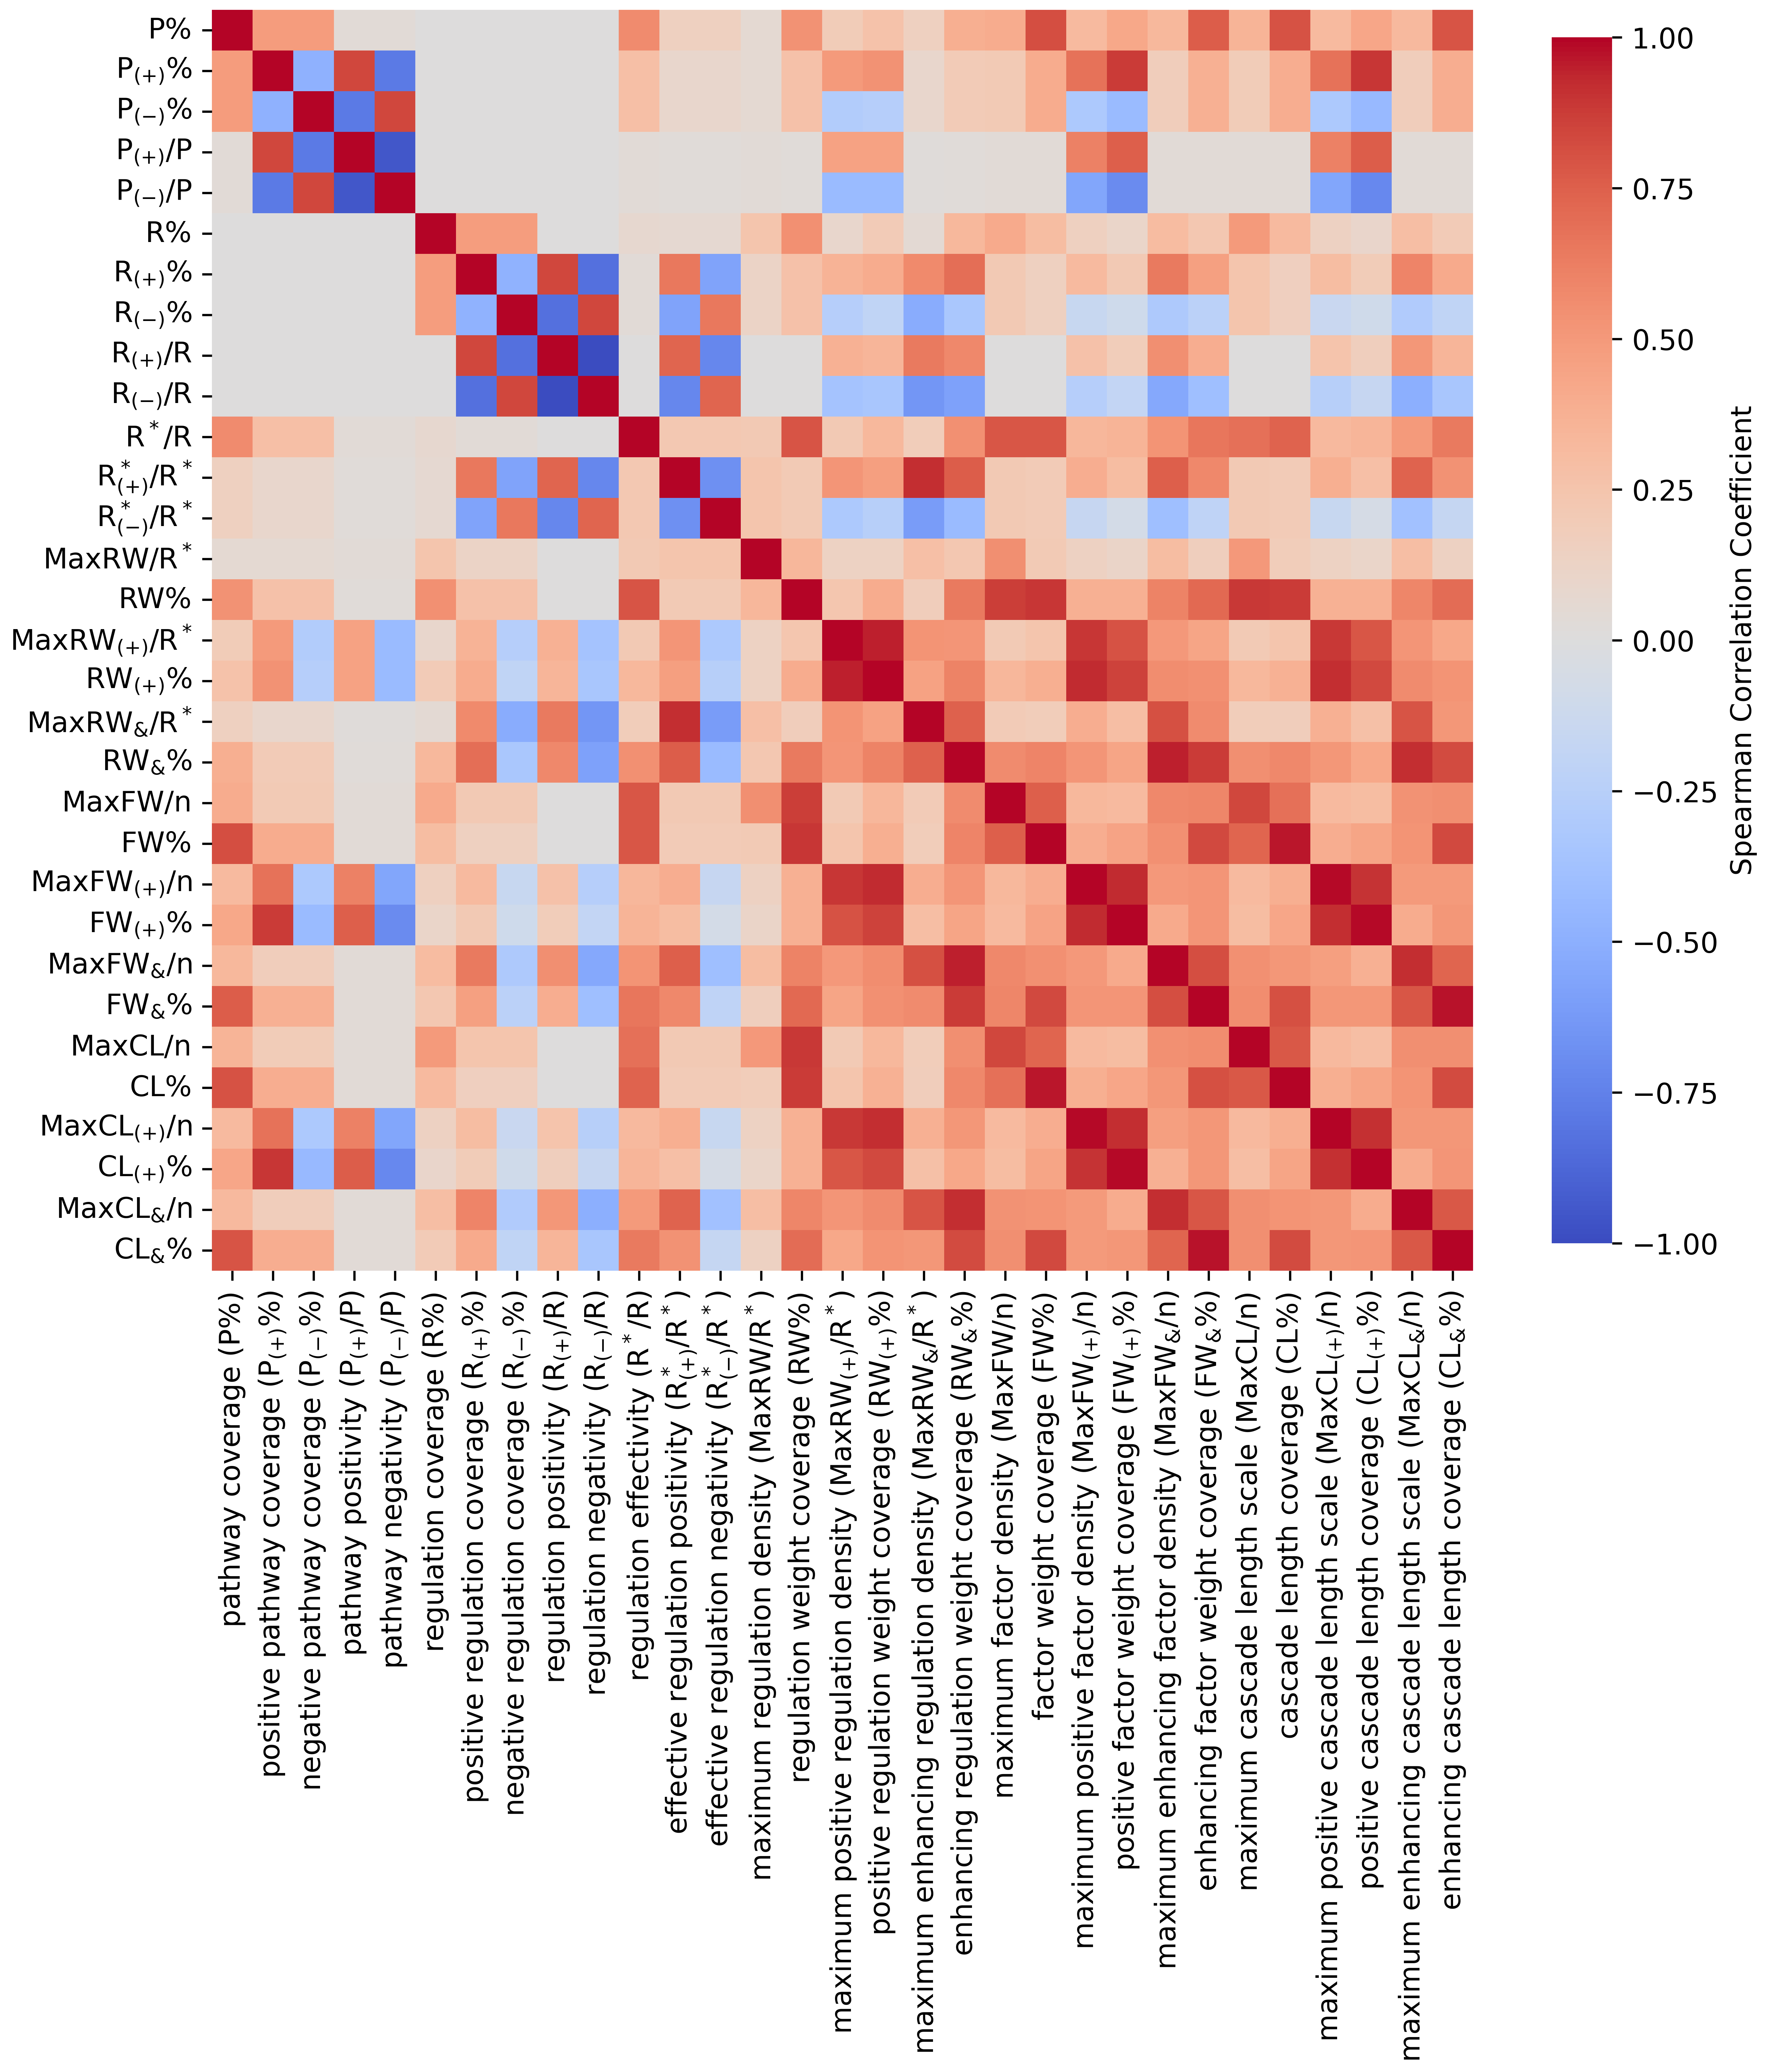 P%
P₍₊₎%
P₍₋₎%
P₍₊₎/P
P₍₋₎/P
R%
R₍₊₎%
R₍₋₎%
R₍₊₎/R
R₍₋₎/R
R*/R
R*₍₊₎/R*
R*₍₋₎/R*
MaxRW/R*
RW%
MaxRW₍₊₎/R*
RW₍₊₎%
MaxRW&/R*
RW&%
MaxFW/n
FW%
MaxFW₍₊₎/n
FW₍₊₎%
MaxFW&/n
FW&%
MaxCL/n
CL%
MaxCL₍₊₎/n
CL₍₊₎%
MaxCL&/n
CL&%
pathway coverage (P%)
positive pathway coverage (P₍₊₎%)
negative pathway coverage (P₍₋₎%)
pathway positivity (P₍₊₎/P)
pathway negativity (P₍₋₎/P)
regulation coverage (R%)
positive regulation coverage (R₍₊₎%)
negative regulation coverage (R₍₋₎%)
regulation positivity (R₍₊₎/R)
regulation negativity (R₍₋₎/R)
regulation effectivity (R*/R)
effective regulation positivity (R*₍₊₎/R*)
effective regulation negativity (R*₍₋₎/R*)
maximum regulation density (MaxRW/R*)
regulation weight coverage (RW%)
maximum positive regulation density (MaxRW₍₊₎/R*)
positive regulation weight coverage (RW₍₊₎%)
maximum enhancing regulation density (MaxRW&/R*)
enhancing regulation weight coverage (RW&%)
maximum factor density (MaxFW/n)
factor weight coverage (FW%)
maximum positive factor density (MaxFW₍₊₎/n)
positive factor weight coverage (FW₍₊₎%)
maximum enhancing factor density (MaxFW&/n)
enhancing factor weight coverage (FW&%)
maximum cascade length scale (MaxCL/n)
cascade length coverage (CL%)
maximum positive cascade length scale (MaxCL₍₊₎/n)
positive cascade length coverage (CL₍₊₎%)
maximum enhancing cascade length scale (MaxCL&/n)
enhancing cascade length coverage (CL&%)
1.00
0.75
0.50
0.25
0.00
−0.25
−0.50
−0.75
−1.00
Spearman Correlation Coefficient